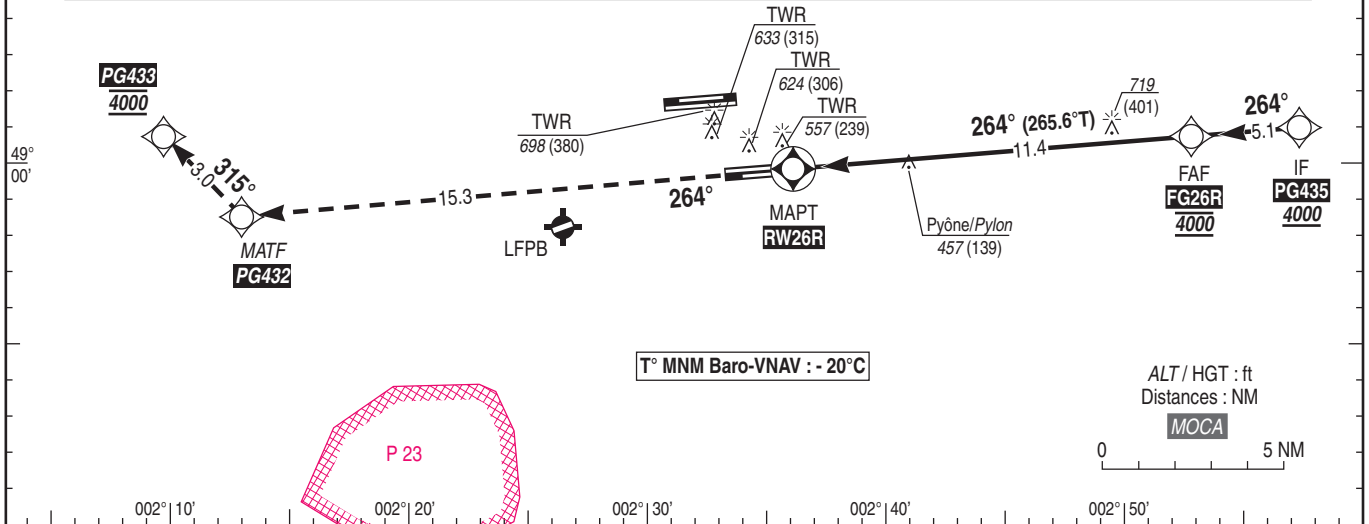 TWR
633 (315)
TWR
624 (306)
TWR
557 (239)
TWR
698 (380)
719
(401)
PG433
4000
49°
00'
3.0
315°
15.3
264°
264° (265.6°T)
11.4
264°
5.1
MATF
PG432
LFPB
MAPT
RW26R
Pyône/Pylon
457 (139)
FAF
FG26R
4000
IF
PG435
4000
T° MNM Baro-VNAV : - 20°C
ALT / HGT : ft
Distances : NM
MOCA
0 5 NM
P 23
002° 10' 002° 20' 002° 30' 002° 40' 002° 50'